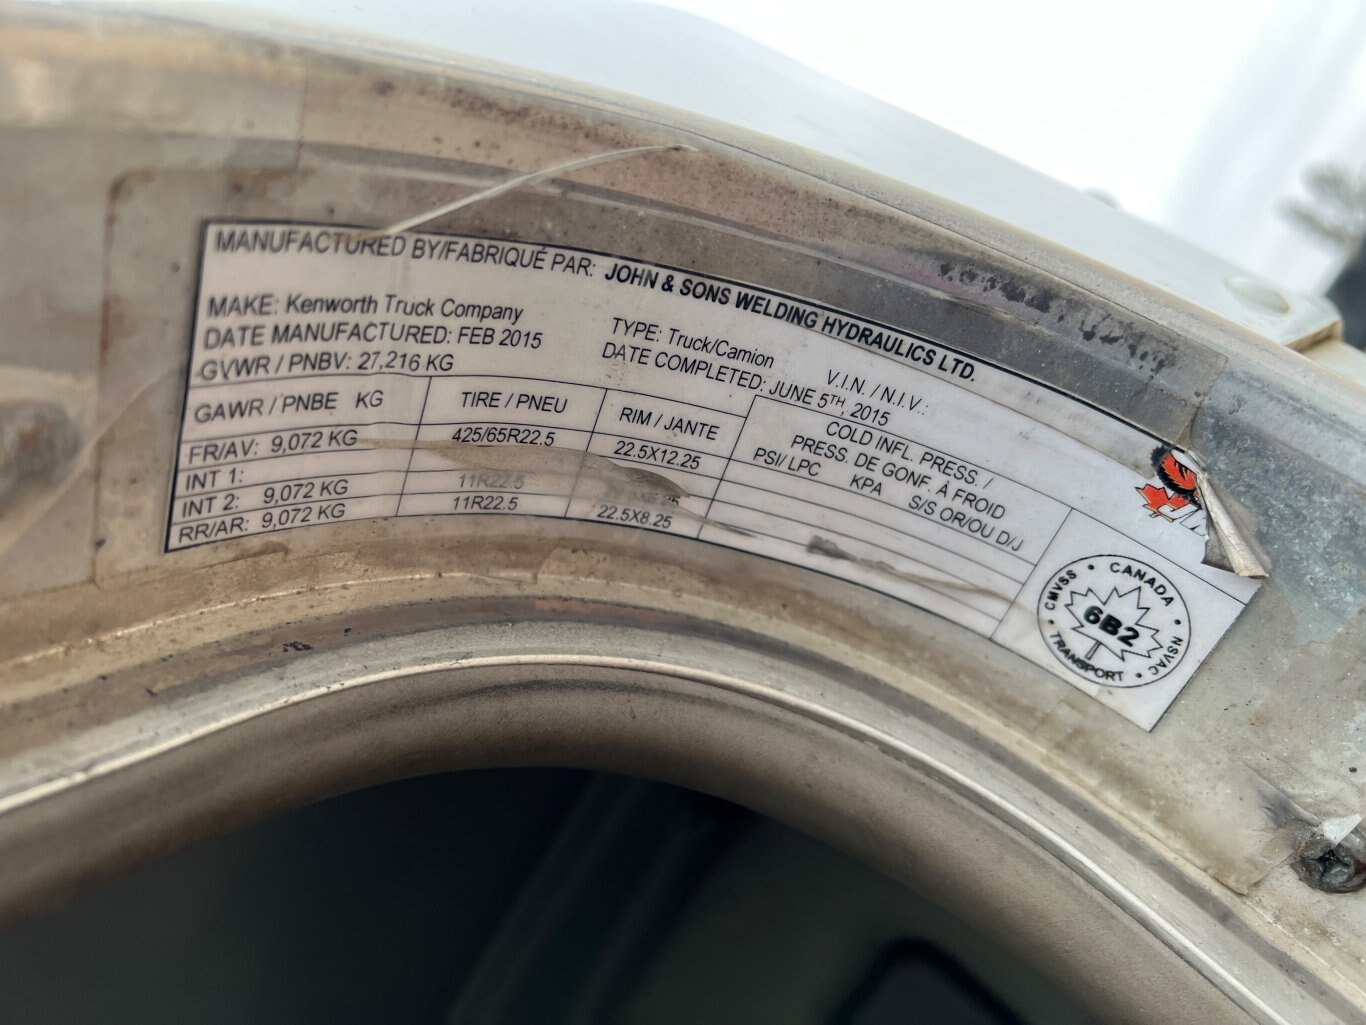 MANUFACTURED BY/FABRIQUÉ PAR: JOHN & SONS WELDING HYDRAULICS LTD.
MAKE: Kenworth Truck Company TYPE: Truck/Camion V.I.N. / N.I.V.:
DATE MANUFACTURED: FEB 2015 DATE COMPLETED: JUNE 5TH, 2015
GVWR / PNBV: 27,216 KG
GAWR / PNBE KG TIRE / PNEU RIM / JANTE COLD INFL. PRESS. /
PRESS. DE GONF. À FROID
PSI/ LPC KPA S/S OR/OU D/J
FR/AV: 9,072 KG 425/65R22.5 22.5X12.25
INT 1:
INT 2: 9,072 KG 11R22.5
RR/AR: 9,072 KG 11R22.5 22.5X8.25
CANADA
CMVSS
6B2
NSVAC
TRANSPORT